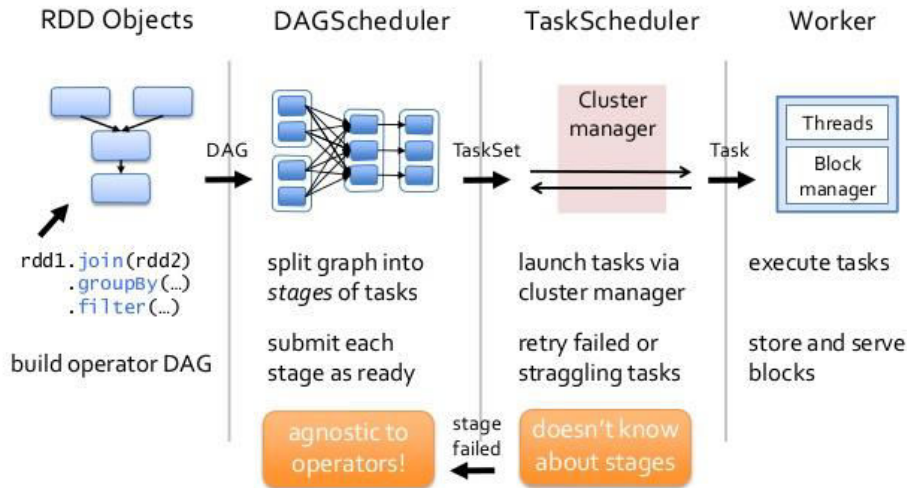 RDD Objects
DAGScheduler
TaskScheduler
Worker
DAG
TaskSet
Cluster
manager
Task
Threads
Block
manager
rdd1.join(rdd2)
.groupBy(…)
.filter(…)
build operator DAG
split graph into
stages of tasks
submit each
stage as ready
launch tasks via
cluster manager
retry failed or
straggling tasks
execute tasks
store and serve
blocks
agnostic to
operators!
stage
failed
doesn't know
about stages